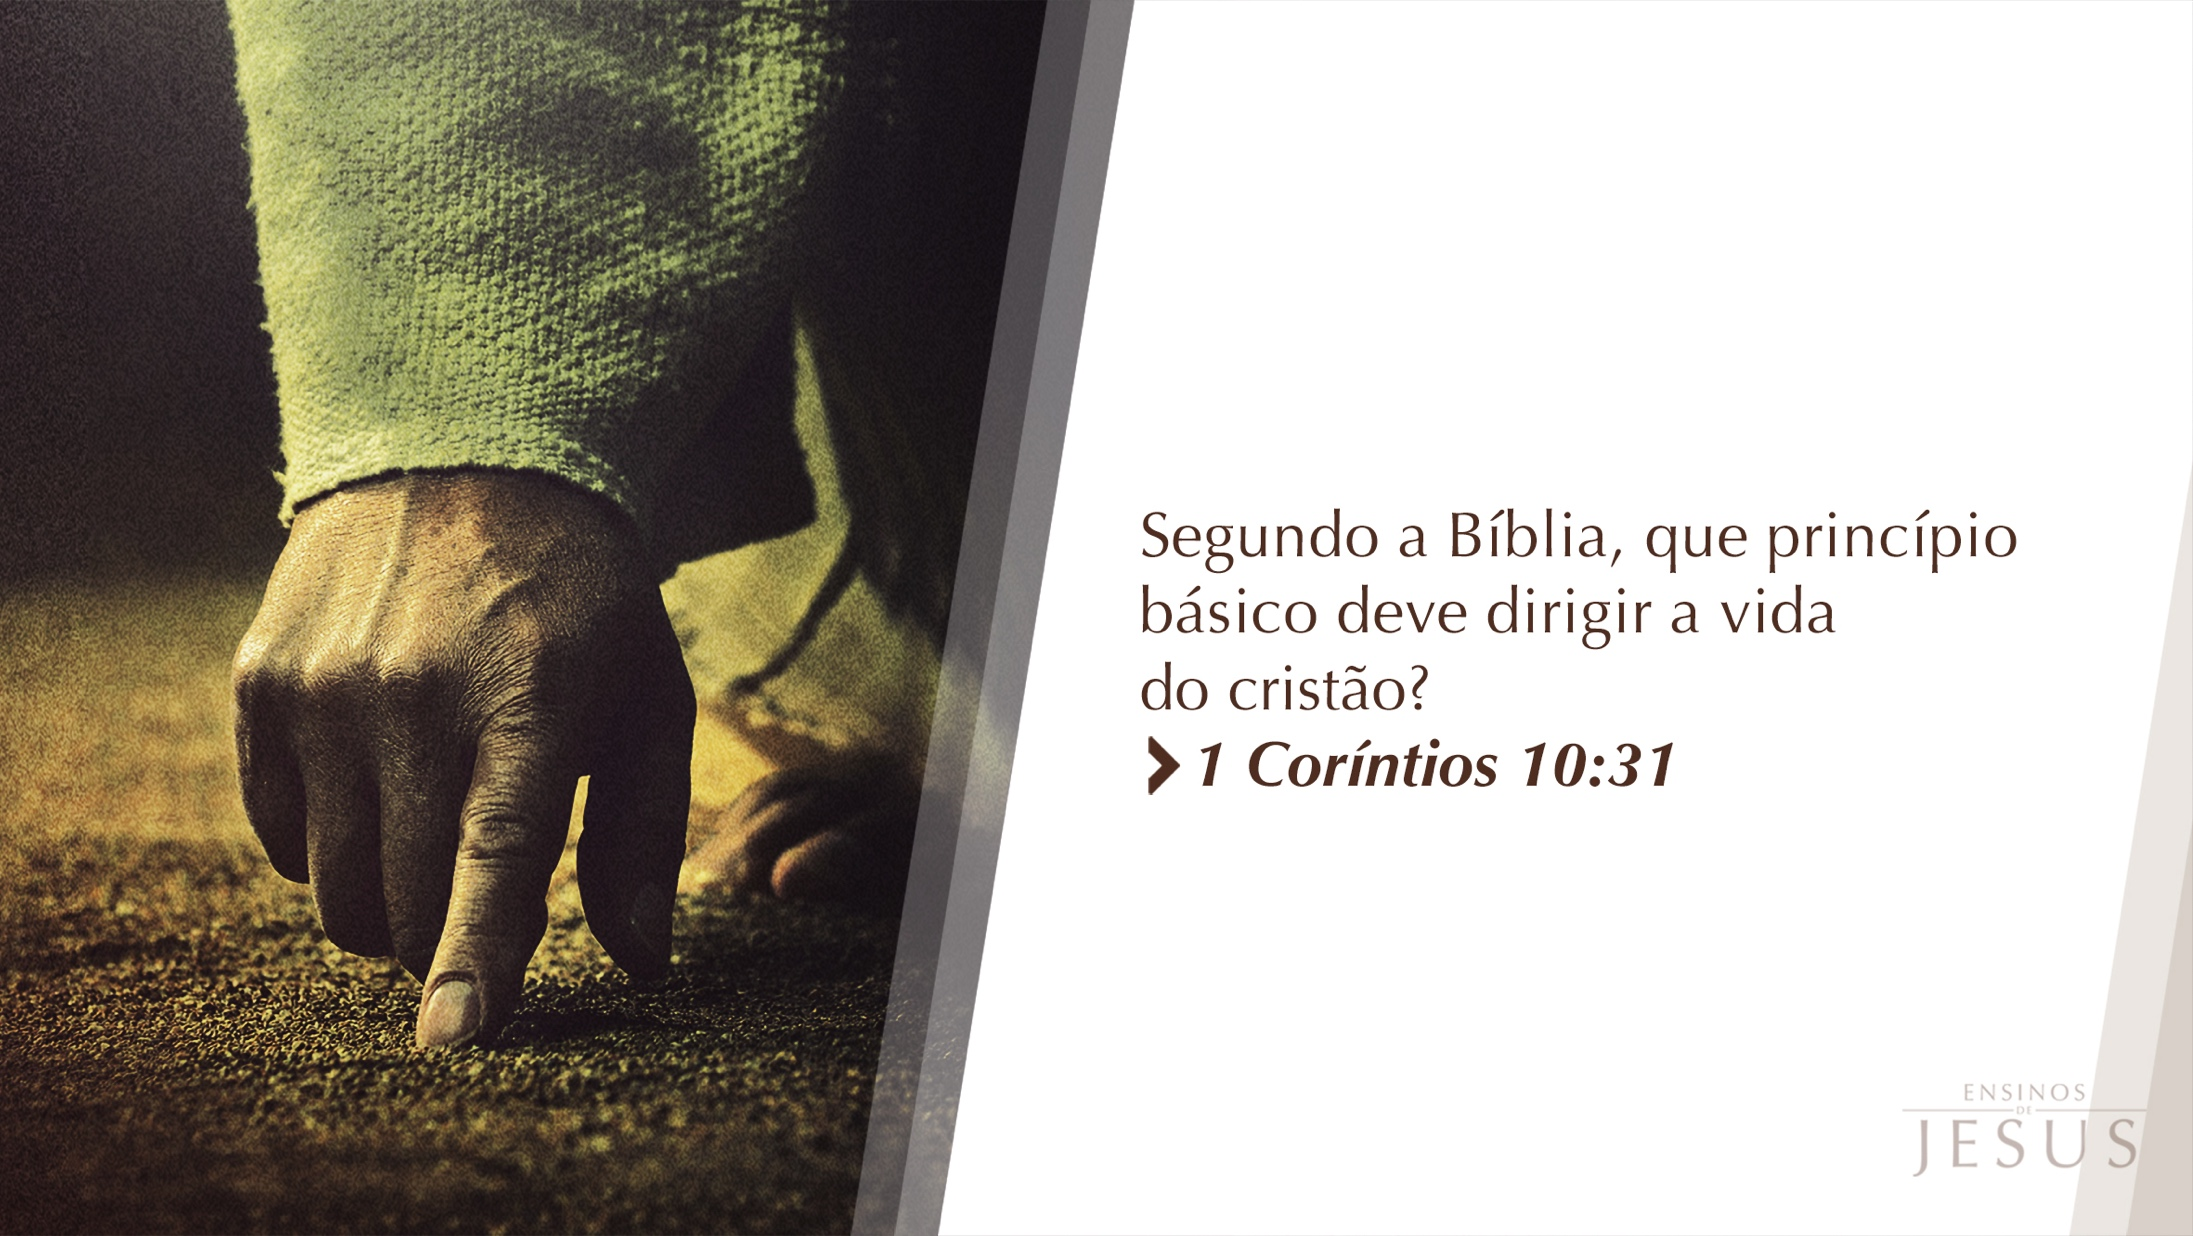 Segundo a Bíblia, que princípio
básico deve dirigir a vida
do cristão?
1 Coríntios 10:31
ENSINOS
DE
JESUS